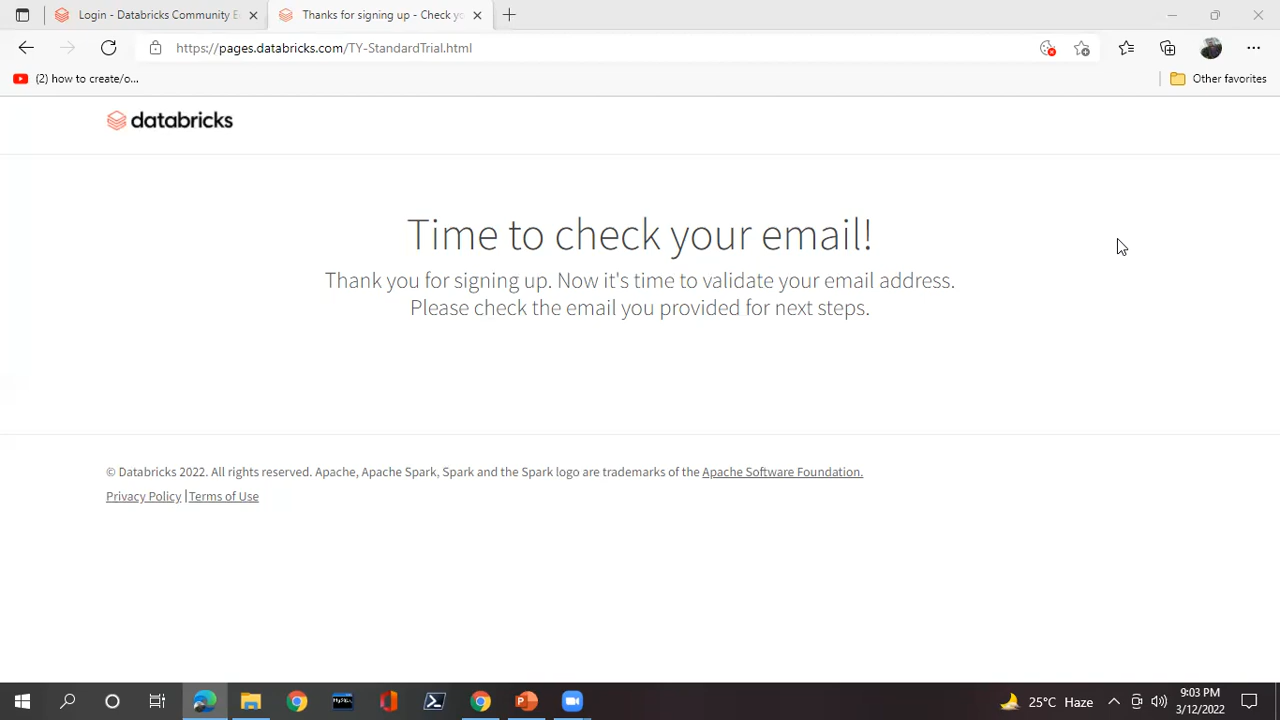 Login - Databricks Community E
Thanks for signing up - Check yo
https://pages.databricks.com/TY-StandardTrial.html
(2) how to create/o...
Other favorites
databricks
Time to check your email!
Thank you for signing up. Now it's time to validate your email address.
Please check the email you provided for next steps.
© Databricks 2022. All rights reserved. Apache, Apache Spark, Spark and the Spark logo are trademarks of the Apache Software Foundation.
Privacy Policy | Terms of Use
25°C Haze
9:03 PM
3/12/2022